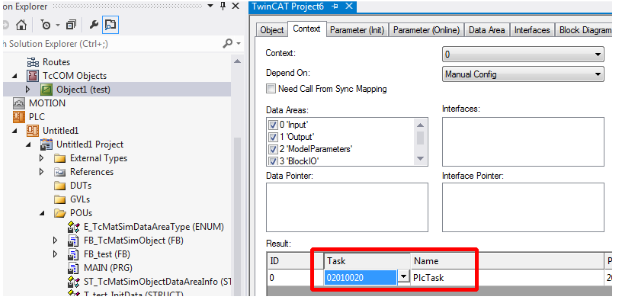 on Explorer
h Solution Explorer (Ctrl+;)
Routes
TcCOM Objects
Object1 (test)
MOTION
PLC
Untitled1
Untitled1 Project
External Types
References
DUTs
GVLs
POUs
E_TcMatSimDataAreaType (ENUM)
FB_TcMatSimObject (FB)
FB_test (FB)
MAIN (PRG)
ST_TcMatSimObjectDataAreaInfo (ST
T_test_InitData (STRUCT)
TwinCAT Project6
Object Context Parameter (Init) Parameter (Online) Data Area Interfaces Block Diagram
Context: 0
Depend On: Manual Config
Need Call From Sync Mapping
Data Areas: Interfaces:
0 'Input'
1 'Output'
2 'ModelParameters'
3 'BlockIO'
Data Pointer: Interface Pointer:
Result:
ID Task Name P
0 02010020 PlcTask 20